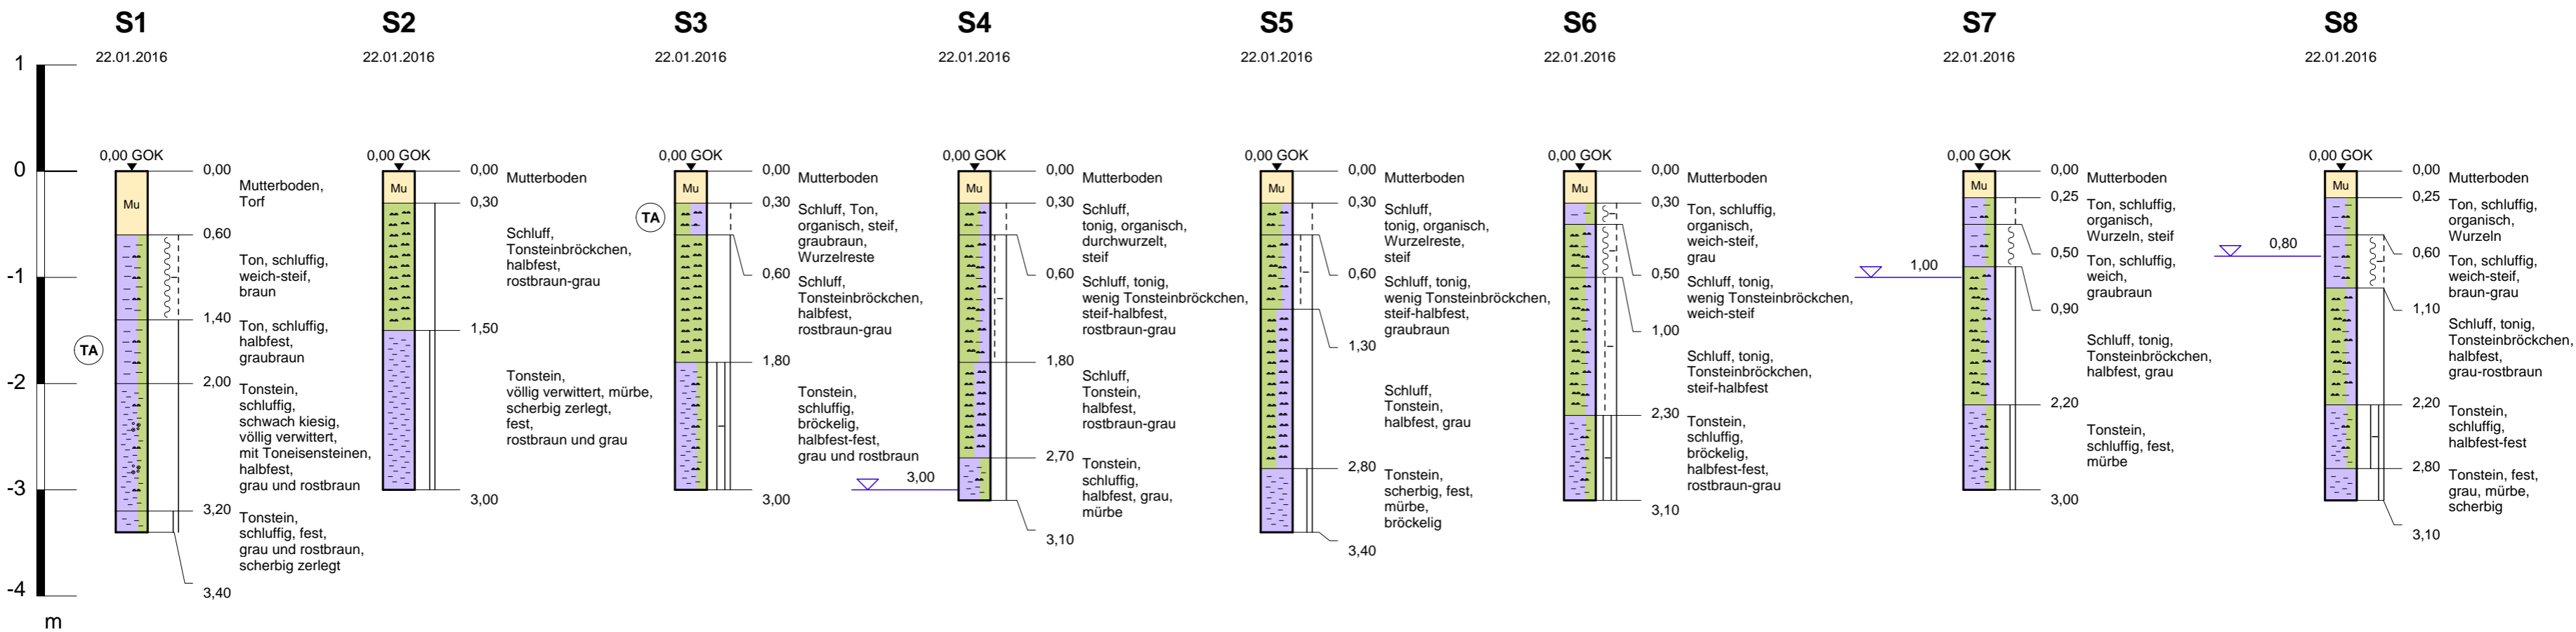 S1
22.01.2016
0,00 GOK
Mu
TA
0,00
Mutterboden,
Torf
0,60
Ton, schluffig,
weich-steif,
braun
1,40
Ton, schluffig,
halbfest,
graubraun
2,00
Tonstein,
schluffig,
schwach kiesig,
völlig verwittert,
mit Toneisensteinen,
halbfest,
grau und rostbraun
3,20
Tonstein,
schluffig, fest,
grau und rostbraun,
scherbig zerlegt
3,40
1
0
-1
-2
-3
-4
m
S2
22.01.2016
0,00 GOK
Mu
0,00
Mutterboden
0,30
Schluff,
Tonsteinbröckchen,
halbfest,
rostbraun-grau
1,50
Tonstein,
völlig verwittert, mürbe,
scherbig zerlegt,
fest,
rostbraun und grau
3,00
S3
22.01.2016
0,00 GOK
Mu
TA
0,00
Mutterboden
0,30
Schluff, Ton,
organisch, steif,
graubraun,
Wurzelreste
0,60
Schluff,
Tonsteinbröckchen,
halbfest,
rostbraun-grau
1,80
Tonstein,
schluffig,
bröckelig,
halbfest-fest,
grau und rostbraun
3,00
S4
22.01.2016
0,00 GOK
Mu
3,00
0,00
Mutterboden
0,30
Schluff,
tonig, organisch,
durchwurzelt,
steif
0,60
Schluff, tonig,
wenig Tonsteinbröckchen,
steif-halbfest,
rostbraun-grau
1,80
Schluff,
Tonstein,
halbfest,
rostbraun-grau
2,70
Tonstein,
schluffig,
halbfest, grau,
mürbe
3,10
S5
22.01.2016
0,00 GOK
Mu
0,00
Mutterboden
0,30
Schluff,
tonig, organisch,
Wurzelreste,
steif
0,60
Schluff, tonig,
wenig Tonsteinbröckchen,
steif-halbfest,
graubraun
1,30
Schluff,
Tonstein,
halbfest, grau
2,80
Tonstein,
scherbig, fest,
mürbe,
bröckelig
3,40
S6
22.01.2016
0,00 GOK
Mu
0,00
Mutterboden
0,30
Ton, schluffig,
organisch,
weich-steif,
grau
0,50
Schluff, tonig,
wenig Tonsteinbröckchen,
weich-steif
1,00
Schluff, tonig,
Tonsteinbröckchen,
steif-halbfest
2,30
Tonstein,
schluffig,
bröckelig,
halbfest-fest,
rostbraun-grau
3,10
S7
22.01.2016
0,00 GOK
Mu
1,00
0,00
Mutterboden
0,25
Ton, schluffig,
organisch,
Wurzeln, steif
0,50
Ton, schluffig,
weich,
graubraun
0,90
Schluff, tonig,
Tonsteinbröckchen,
halbfest, grau
2,20
Tonstein,
schluffig, fest,
mürbe
3,00
S8
22.01.2016
0,00 GOK
Mu
0,80
0,00
Mutterboden
0,25
Ton, schluffig,
organisch,
Wurzeln
0,60
Ton, schluffig,
weich-steif,
braun-grau
1,10
Schluff, tonig,
Tonsteinbröckchen,
halbfest,
grau-rostbraun
2,20
Tonstein,
schluffig,
halbfest-fest
2,80
Tonstein, fest,
grau, mürbe,
scherbig
3,10